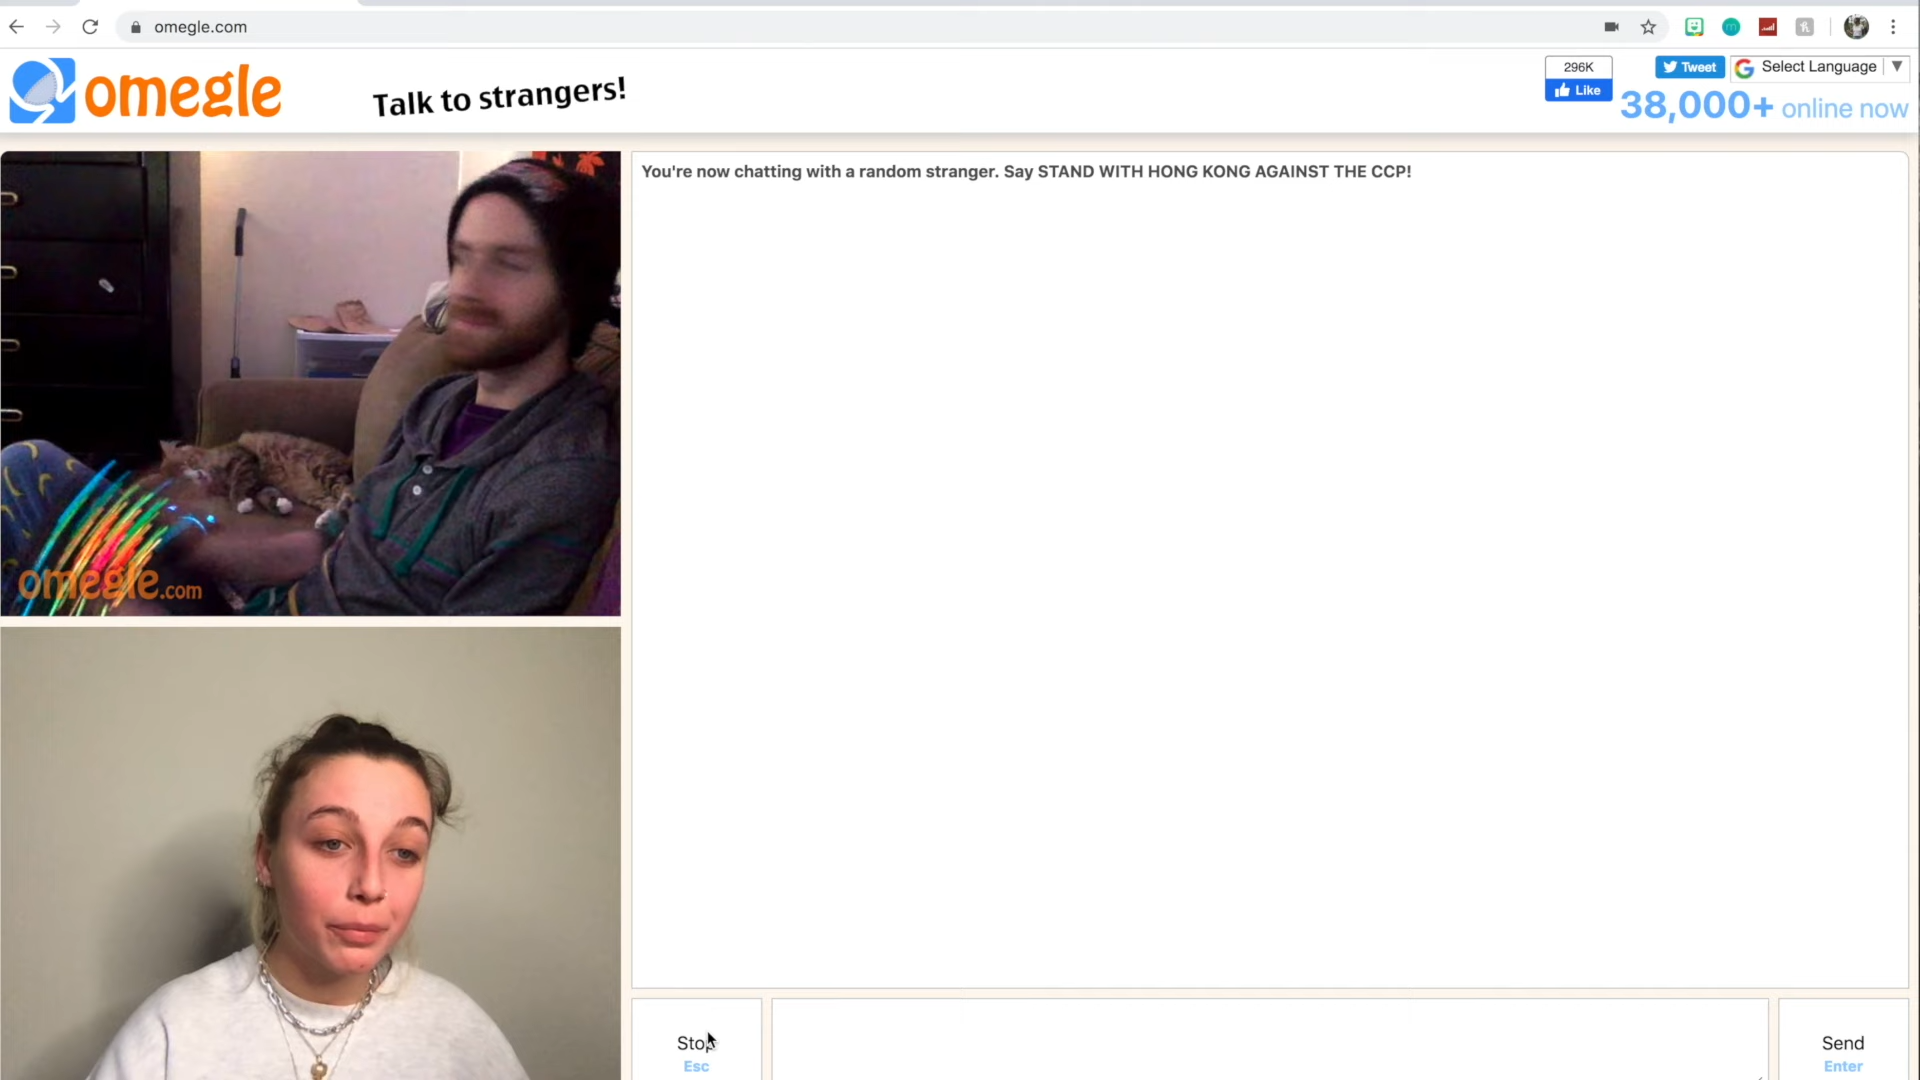 omegle.com
omegle
Talk to strangers!
296K
Like
Tweet
Select Language
38,000+ online now
You're now chatting with a random stranger. Say STAND WITH HONG KONG AGAINST THE CCP!
omegle.com
Stop
Esc
Send
Enter